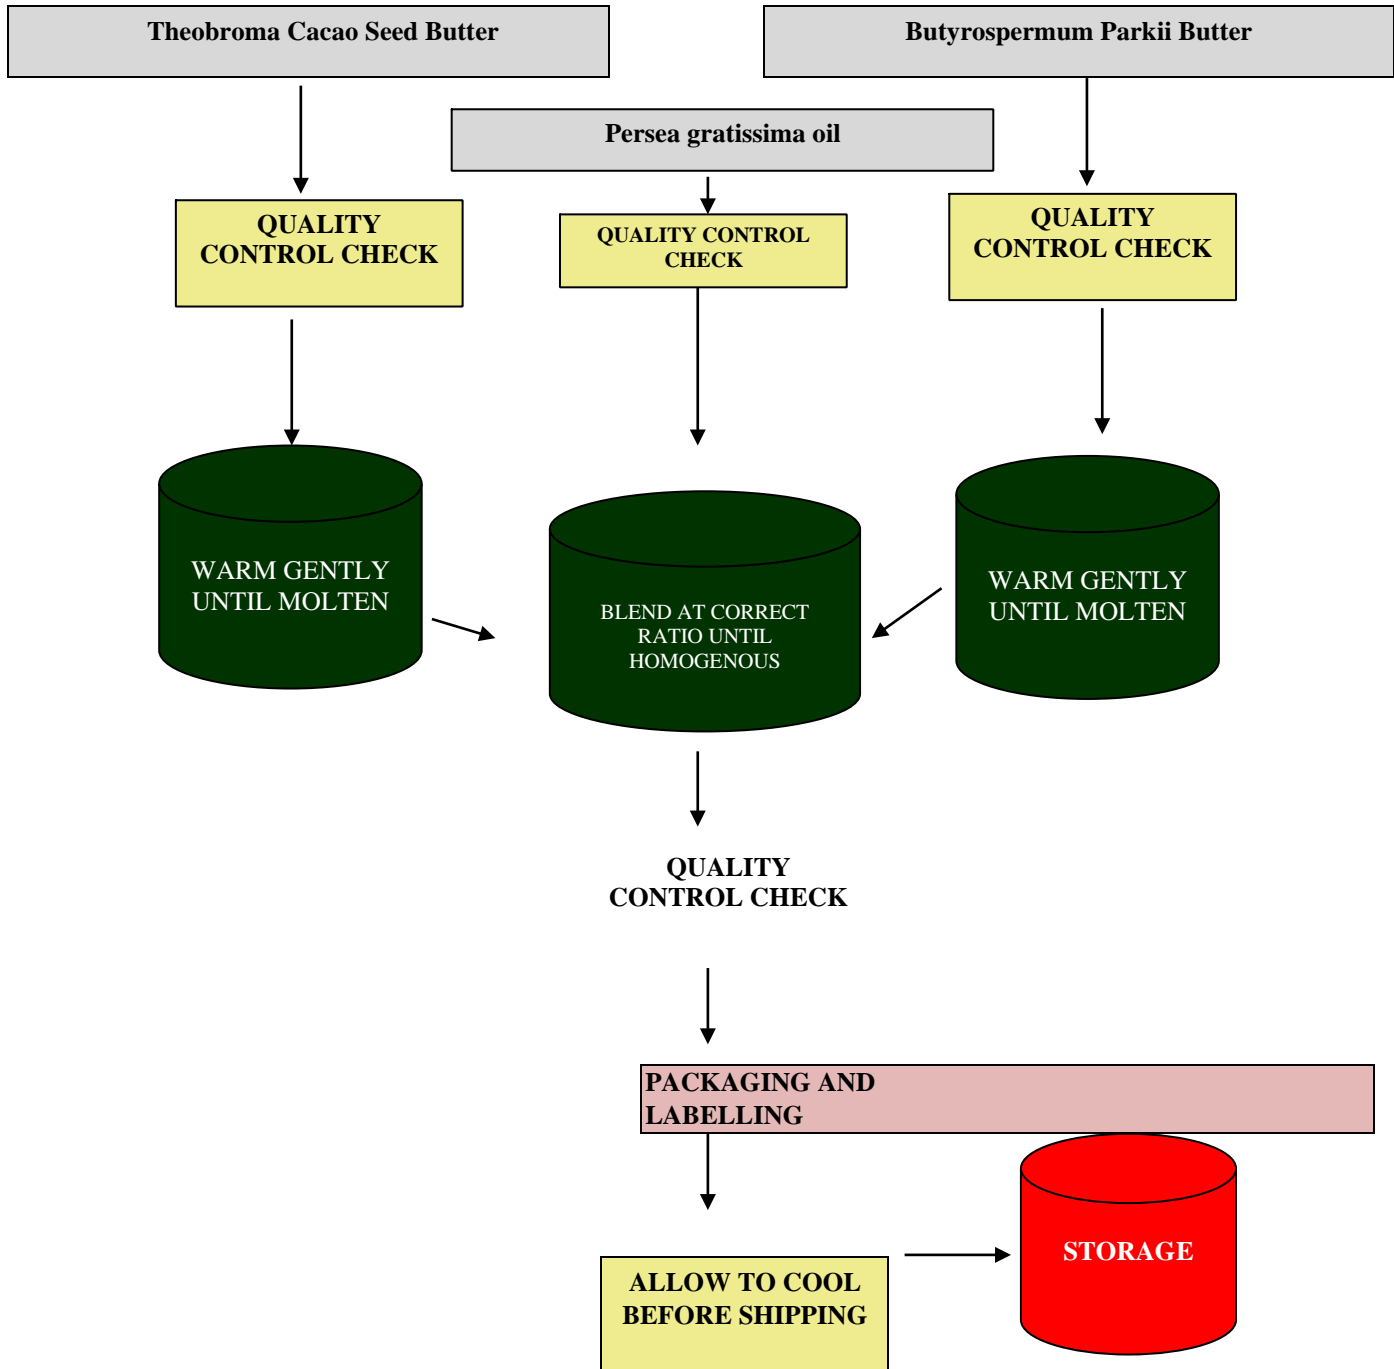 Theobroma Cacao Seed Butter
Butyrospermum Parkii Butter
Persea gratissima oil
QUALITY
CONTROL CHECK
QUALITY CONTROL
CHECK
QUALITY
CONTROL CHECK
WARM GENTLY
UNTIL MOLTEN
BLEND AT CORRECT
RATIO UNTIL
HOMOGENOUS
WARM GENTLY
UNTIL MOLTEN
QUALITY
CONTROL CHECK
PACKAGING AND
LABELLING
ALLOW TO COOL
BEFORE SHIPPING
STORAGE